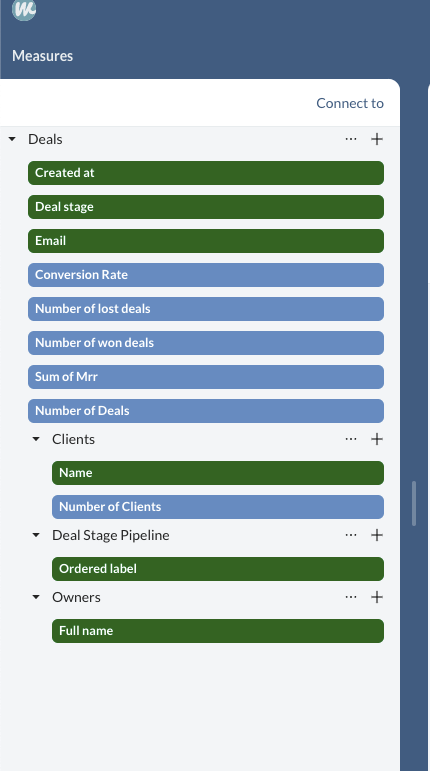 Measures
Connect to
Deals
Created at
Deal stage
Email
Conversion Rate
Number of lost deals
Number of won deals
Sum of Mrr
Number of Deals
Clients
Name
Number of Clients
Deal Stage Pipeline
Ordered label
Owners
Full name